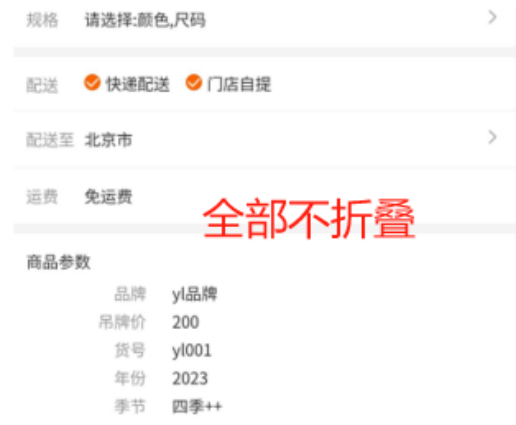 规格 请选择:颜色,尺码
配送 快递配送 门店自提
配送至 北京市
运费 免运费
全部不折叠
商品参数
品牌 yl品牌
吊牌价 200
货号 yl001
年份 2023
季节 四季++